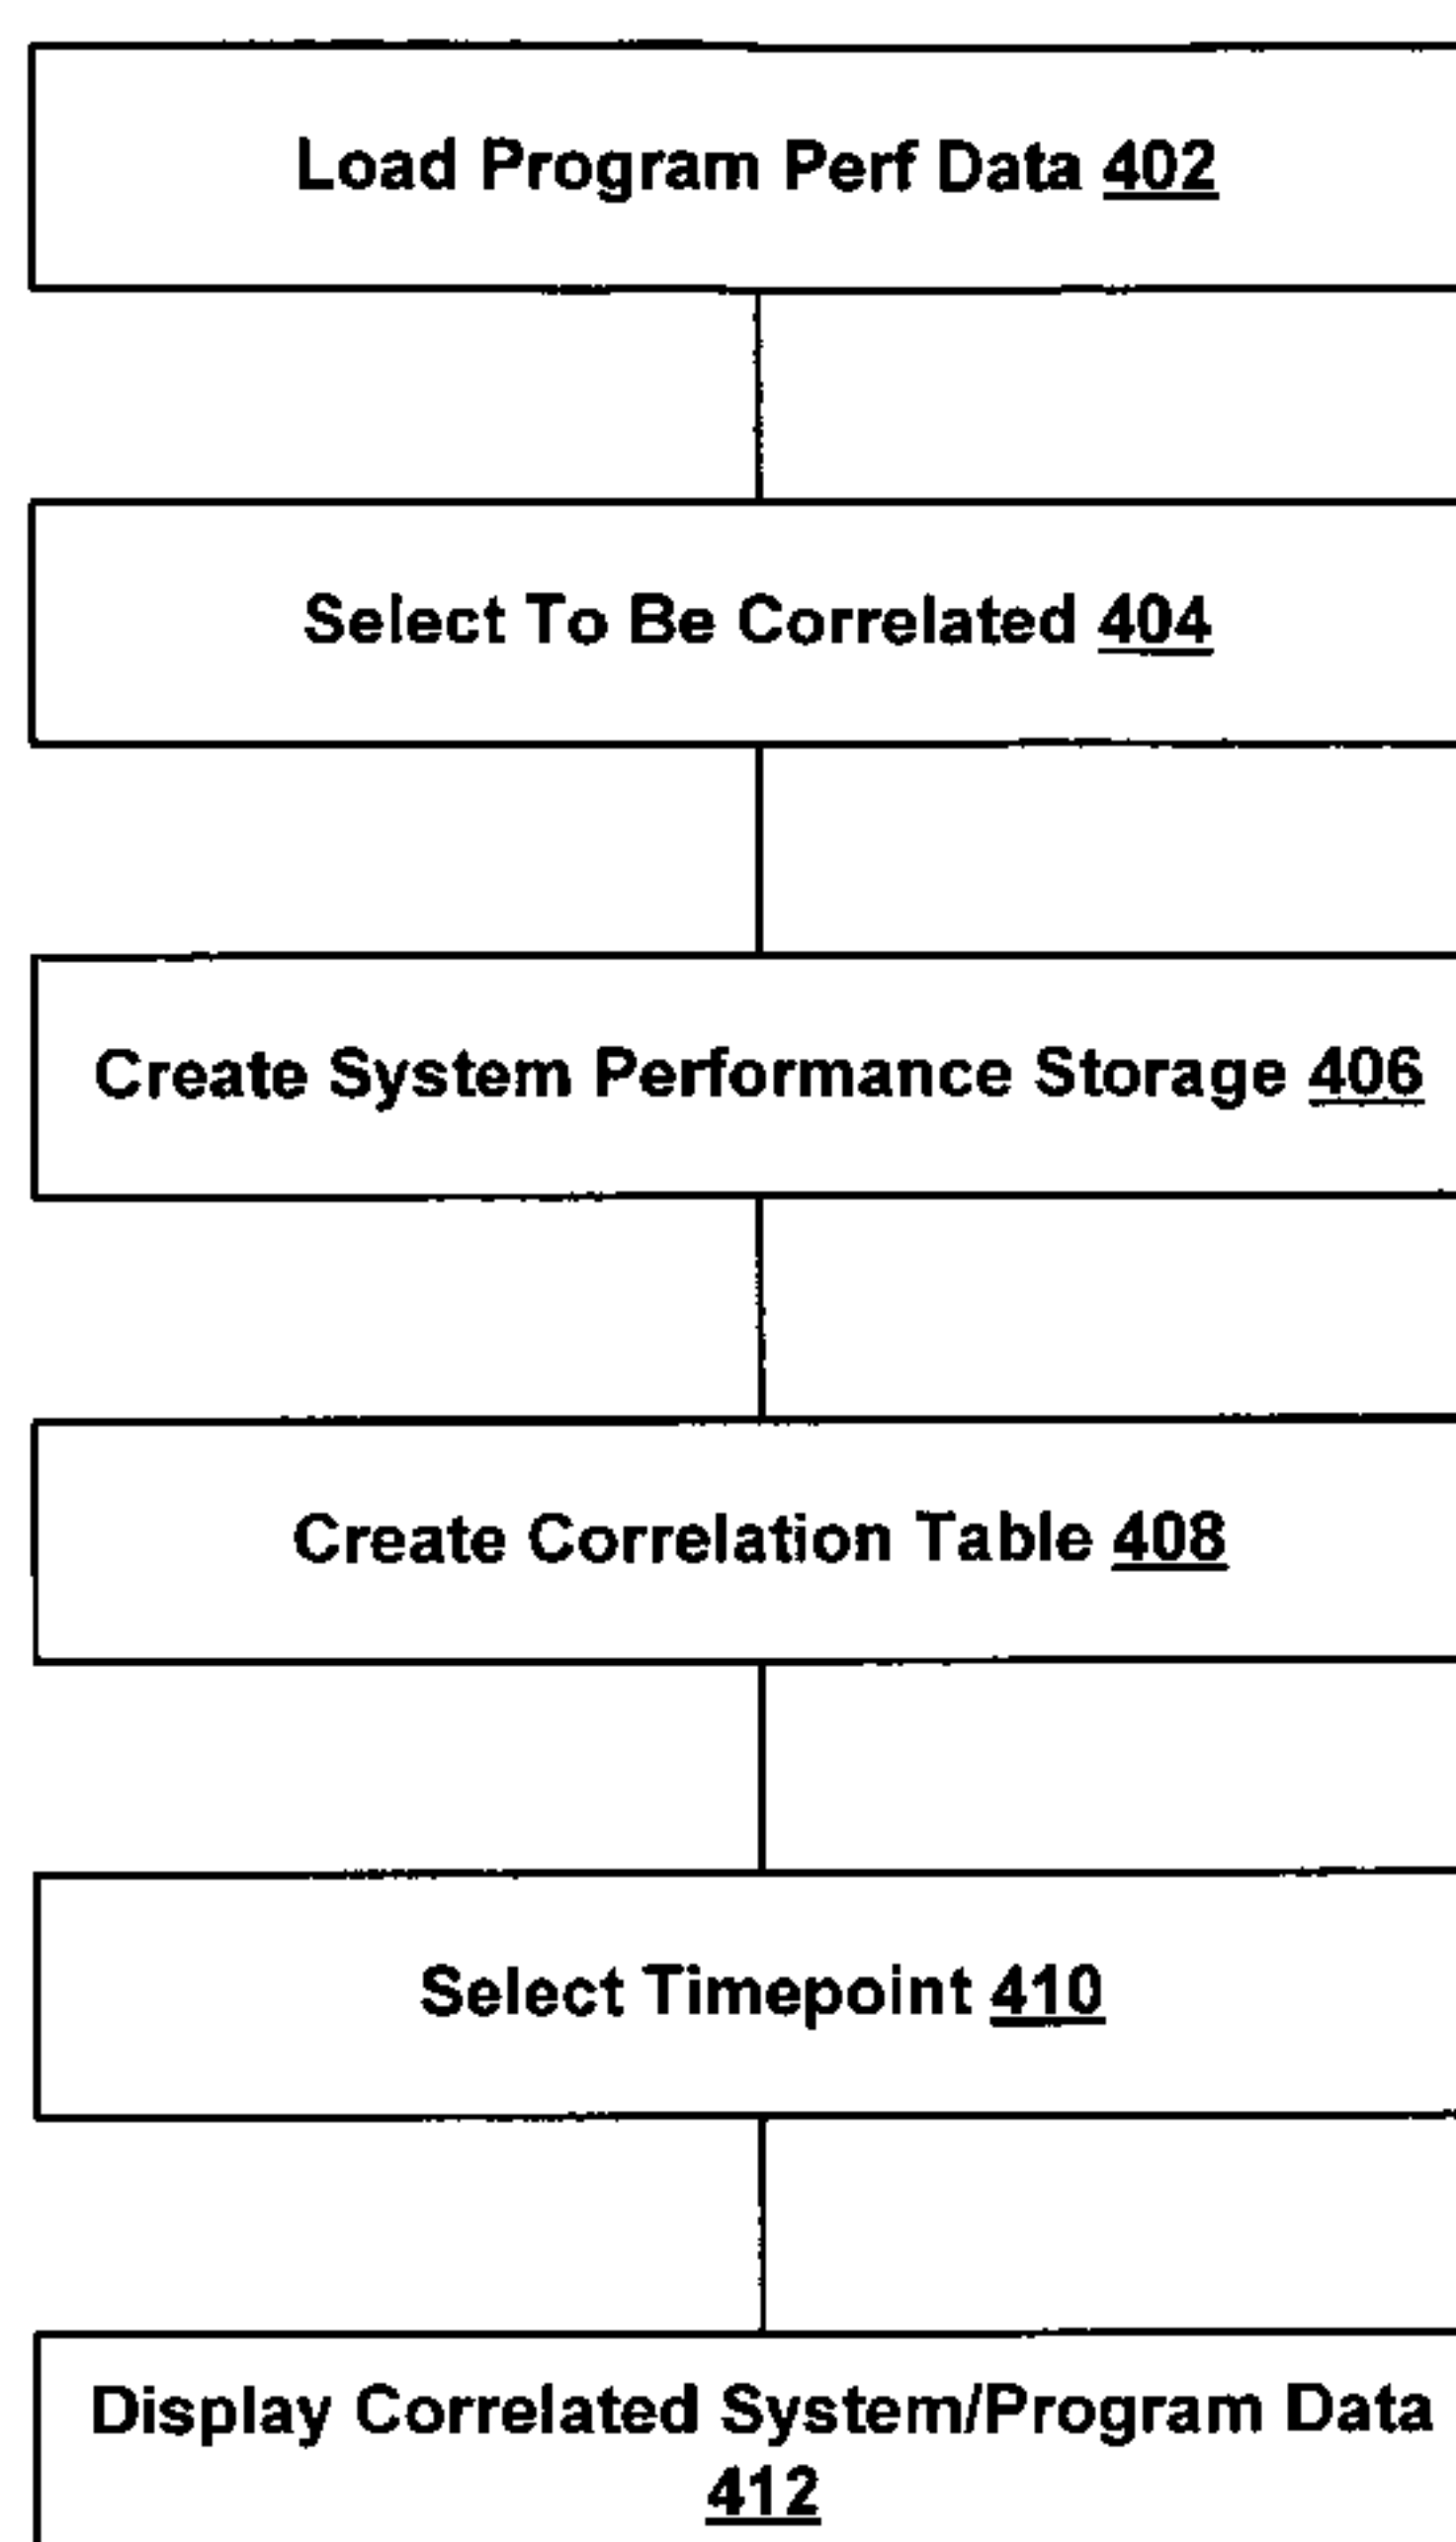 Load Program Perf Data 402
Select To Be Correlated 404
Create System Performance Storage 406
Create Correlation Table 408
Select Timepoint 410
Display Correlated System/Program Data
412